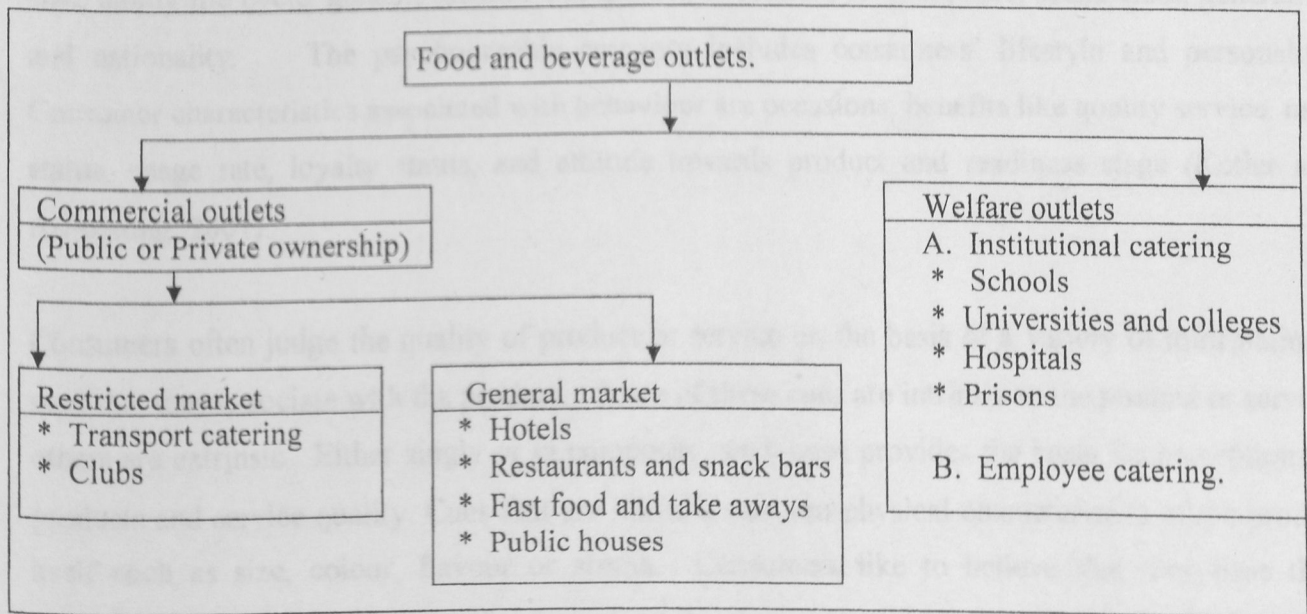 Food and beverage outlets.
Commercial outlets
(Public or Private ownership)
Restricted market
* Transport catering
* Clubs
General market
* Hotels
* Restaurants and snack bars
* Fast food and take aways
* Public houses
Welfare outlets
A. Institutional catering
* Schools
* Universities and colleges
* Hospitals
* Prisons
B. Employee catering.